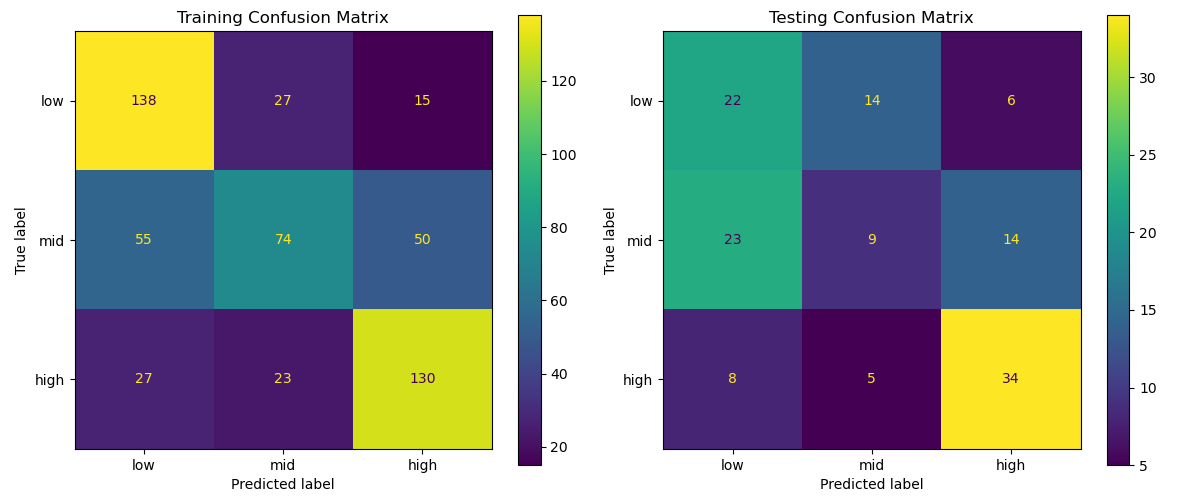 Training Confusion Matrix
low
mid
high
True label
138 27 15
55 74 50
27 23 130
low mid high
Predicted label
120
100
80
60
40
20
Testing Confusion Matrix
low
mid
high
True label
22 14 6
23 9 14
8 5 34
low mid high
Predicted label
30
25
20
15
10
5